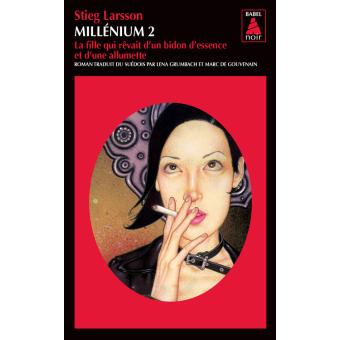 Stieg Larsson
MILLÉNIUM 2
La fille qui rêvait d'un bidon d'essence
et d'une allumette
ROMAN TRADUIT DU SUÉDOIS PAR LENA GRUMBACH ET MARC DE GOUVENAIN
BABEL
noir